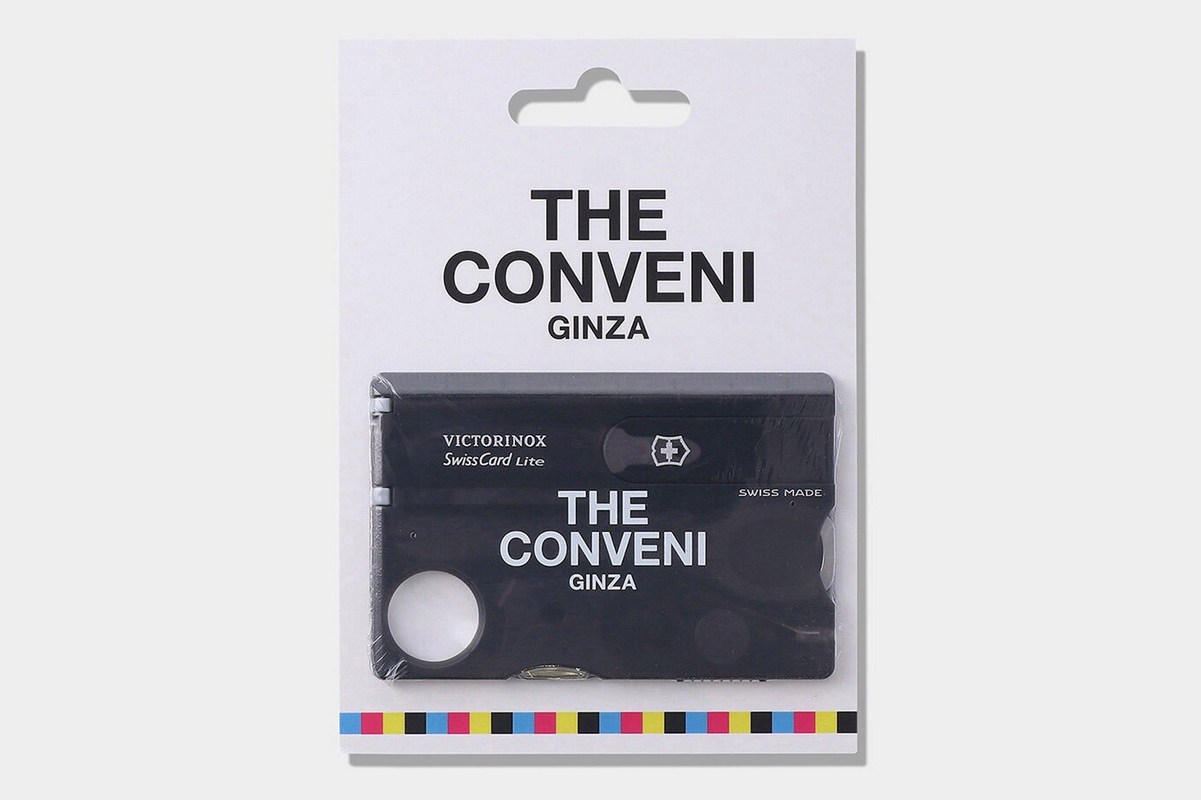 THE
CONVENI
GINZA
VICTORINOX
SwissCard Lite
SWISS MADE
THE
CONVENI
GINZA